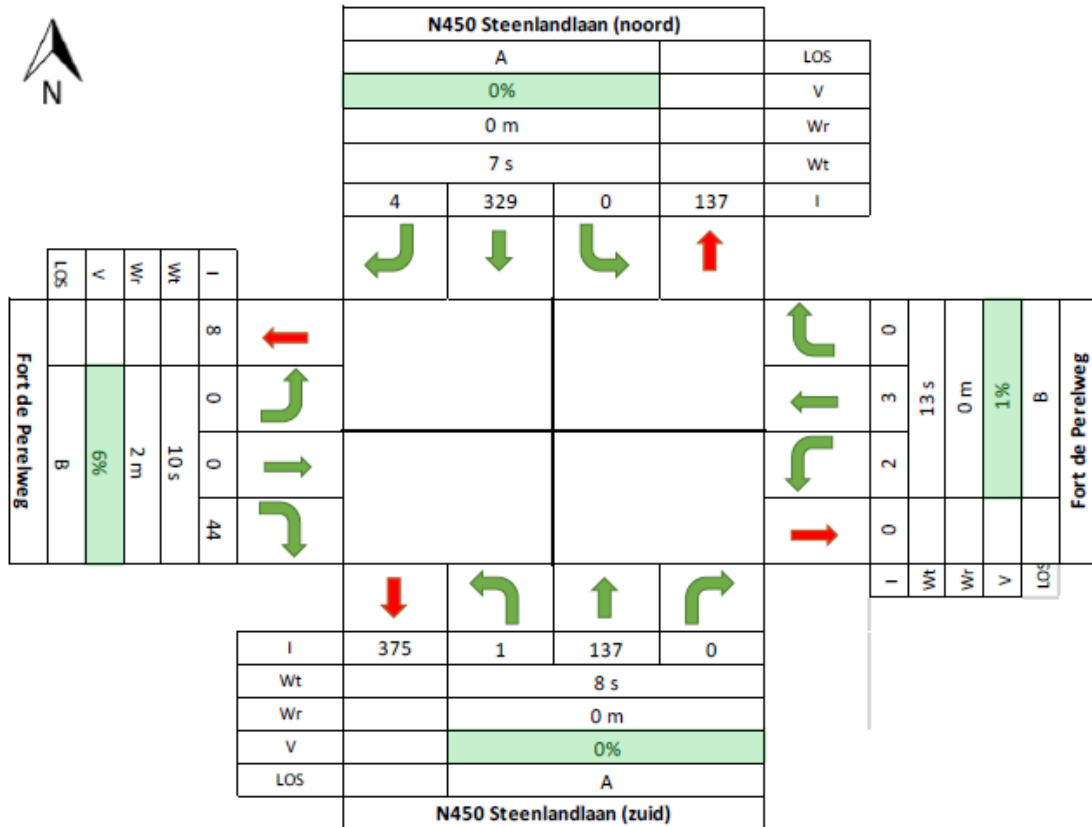 N
N450 Steenlandlaan (noord)
A LOS
0% V
0 m Wr
7 s Wt
4 329 0 137 I
LOS V Wr Wt I
8
0
0
44
10 s
2 m
6%
B
Fort de Perelweg
0
3
2
0
13 s
0 m
1%
B
Fort de Perelweg
I Wt Wr V LOS
I 375 1 137 0
Wt 8 s
Wr 0 m
V 0%
LOS A
N450 Steenlandlaan (zuid)